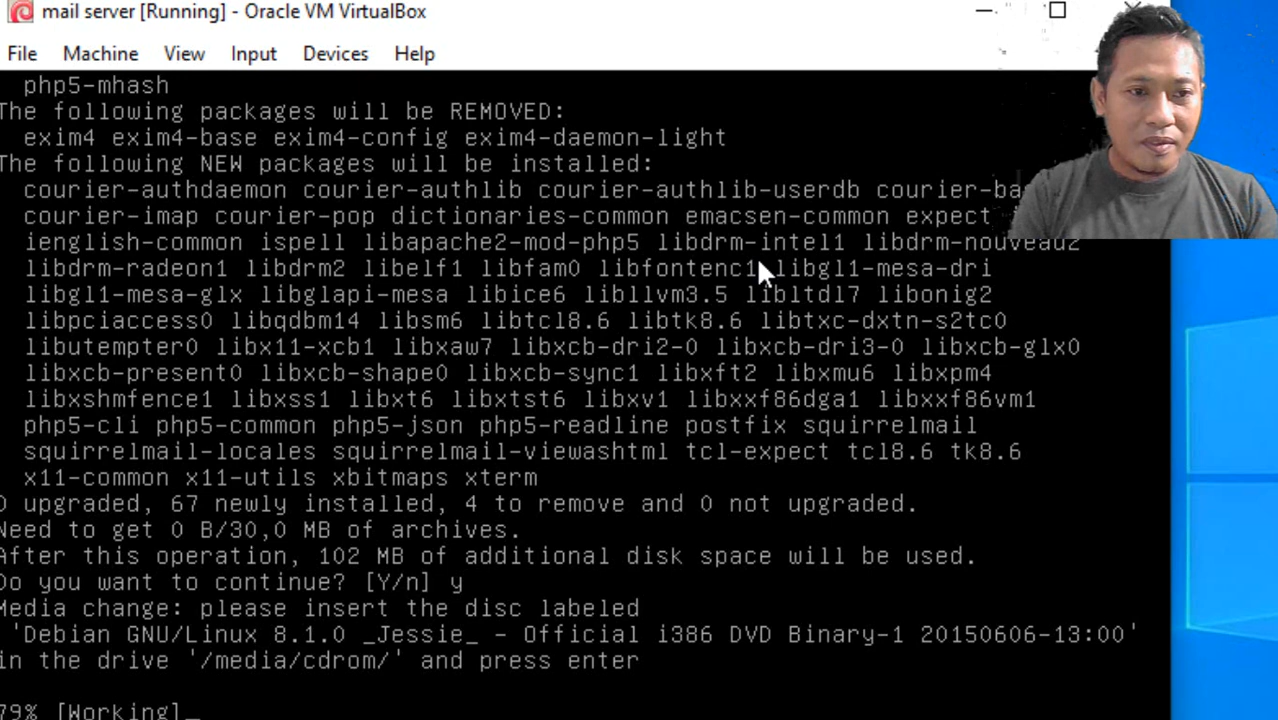 mail server [Running] - Oracle VM VirtualBox
File Machine View Input Devices Help
php5-mhash
The following packages will be REMOVED:
exim4 exim4-base exim4-config exim4-daemon-light
The following NEW packages will be installed:
courier-authdaemon courier-authlib courier-authlib-userdb
courier-imap courier-pop dictionaries-common emacsen-common expect
ienglish-common ispell libapache2-mod-php5 libdrm-intel1 libdrm-nouveau2
libdrm-radeon1 libdrm2 libelf1 libfam0 libfontenc1 libgl1-mesa-dri
libgl1-mesa-glx libglapi-mesa libice6 libllvm3.5 libltdl7 libonig2
libpciaccess0 libqdbm14 libsm6 libtcl8.6 libtk8.6 libtxc-dxtn-s2tc0
libutempter0 libx11-xcb1 libxaw7 libxcb-dri2-0 libxcb-dri3-0 libxcb-glx0
libxcb-present0 libxcb-shape0 libxcb-sync1 libxft2 libxmu6 libxpm4
libxshmfence1 libxss1 libxt6 libxtst6 libxv1 libxxf86dga1 libxxf86vm1
php5-cli php5-common php5-json php5-readline postfix squirrelmail
squirrelmail-locales squirrelmail-viewashtml tcl-expect tcl8.6 tk8.6
x11-common x11-utils xbitmaps xterm
0 upgraded, 67 newly installed, 4 to remove and 0 not upgraded.
Need to get 0 B/30,0 MB of archives.
After this operation, 102 MB of additional disk space will be used.
Do you want to continue? [Y/n] y
Media change: please insert the disc labeled
'Debian GNU/Linux 8.1.0 _Jessie_ - Official i386 DVD Binary-1 20150606-13:00'
in the drive '/media/cdrom/' and press enter
79% [Working]